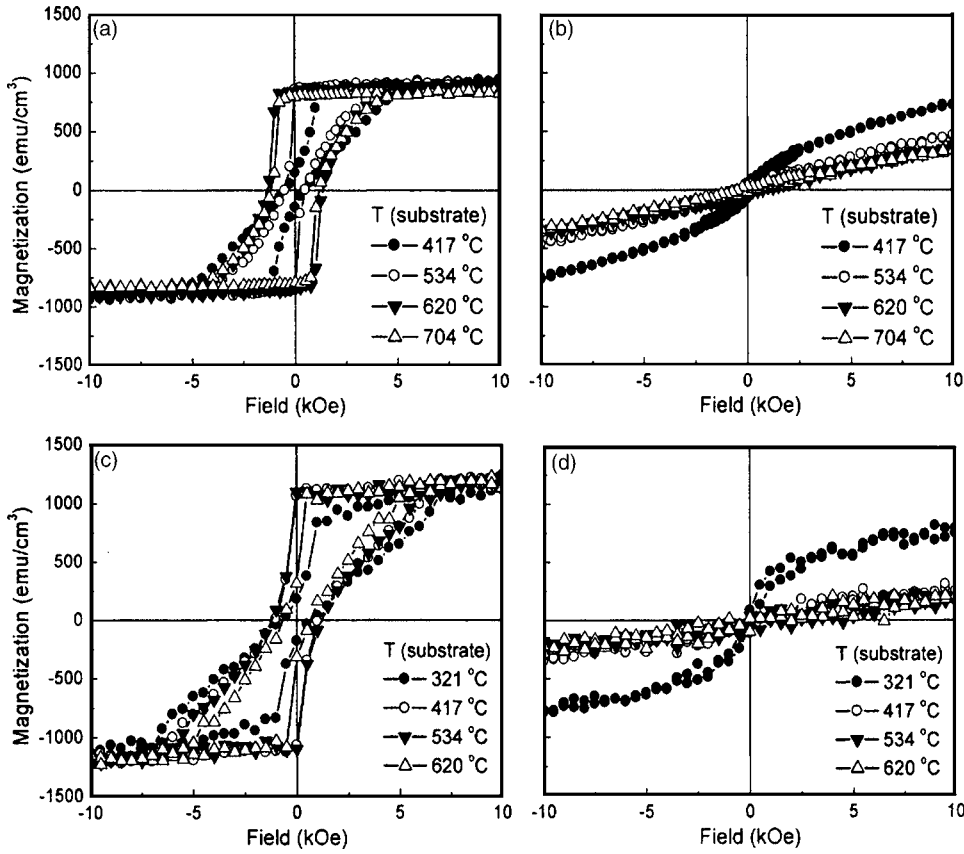 (a)
1500
1000
500
0
-500
-1000
-1500
Magnetization (emu/cm³)
T (substrate)
417 °C
534 °C
620 °C
704 °C
-10 -5 0 5 10
Field (kOe)
(b)
T (substrate)
417 °C
534 °C
620 °C
704 °C
-10 -5 0 5 10
Field (kOe)
(c)
1500
1000
500
0
-500
-1000
-1500
Magnetization (emu/cm³)
T (substrate)
321 °C
417 °C
534 °C
620 °C
-10 -5 0 5 10
Field (kOe)
(d)
T (substrate)
321 °C
417 °C
534 °C
620 °C
-10 -5 0 5 10
Field (kOe)